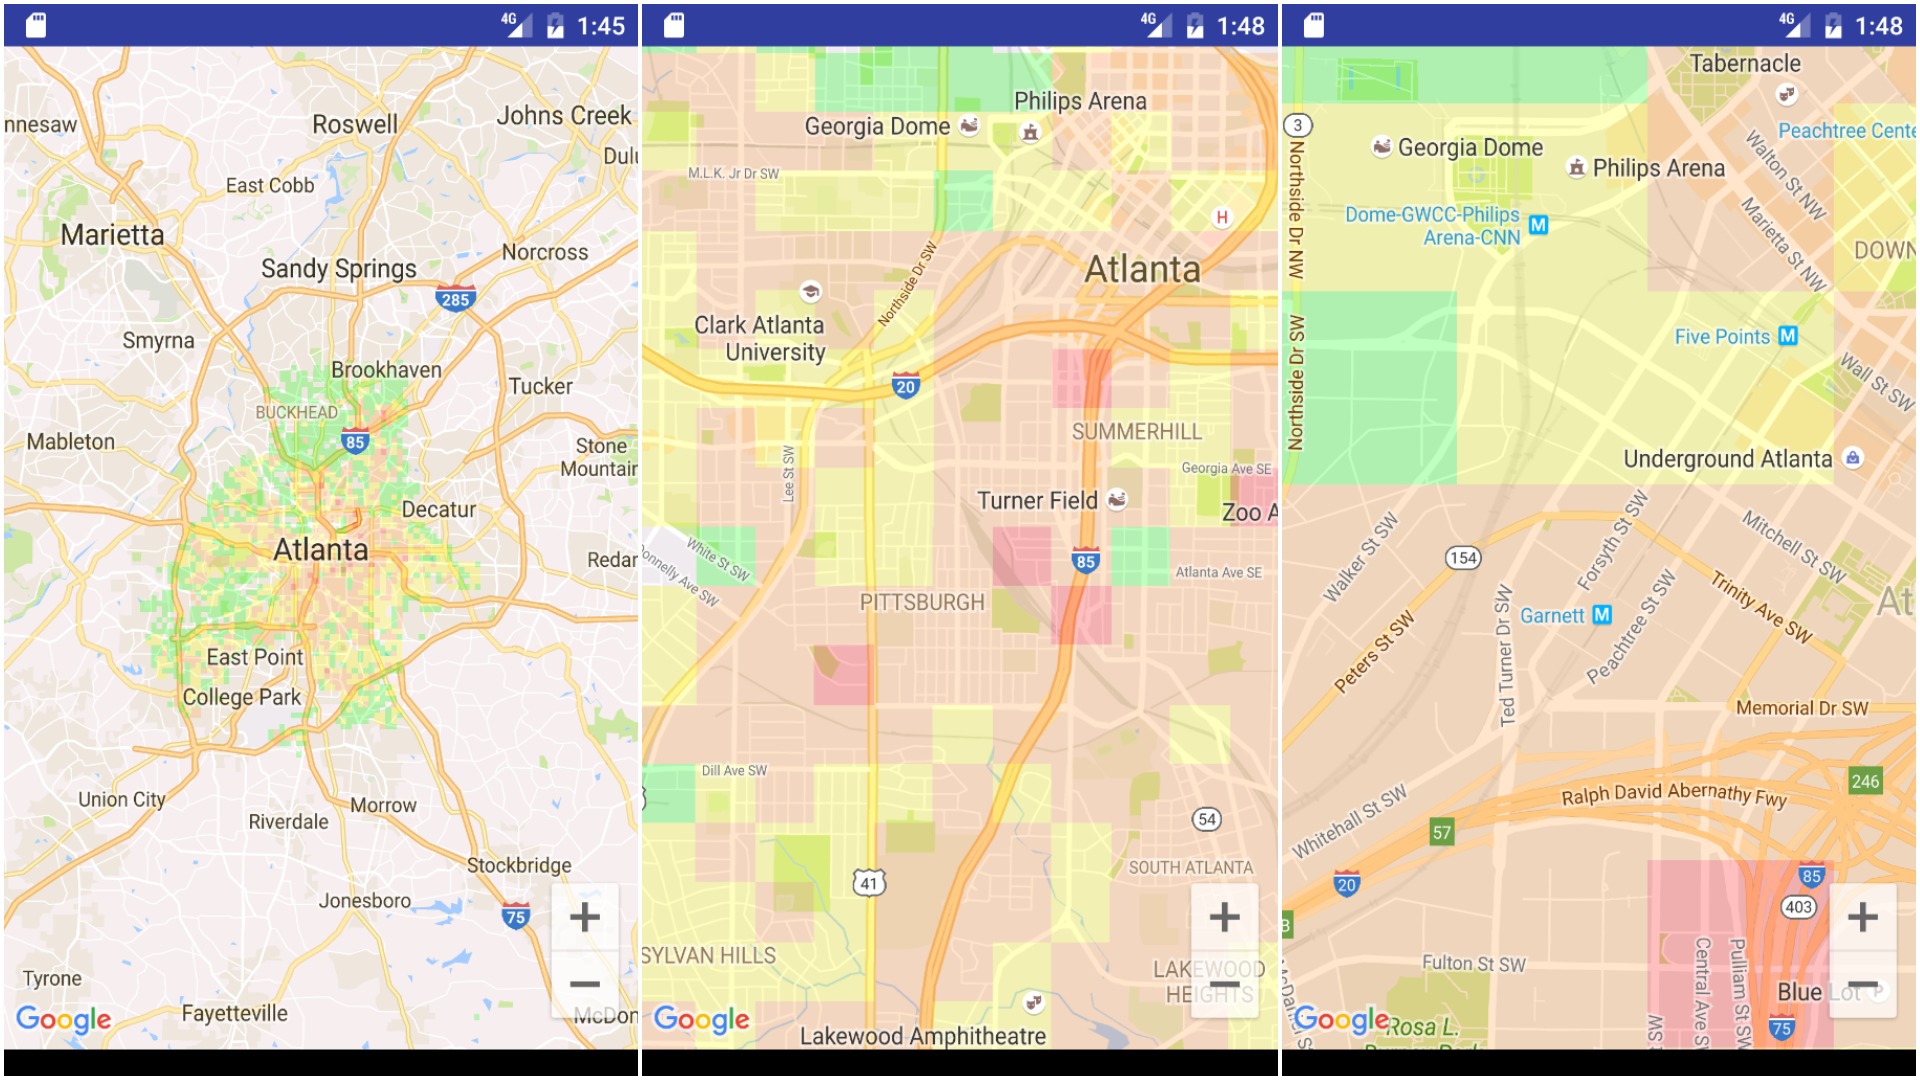 4G 1:45
Johns Creek
nnesaw
Roswell
Dulu
East Cobb
Marietta
Norcross
Sandy Springs
285
Smyrna
Brookhaven
Tucker
BUCKHEAD
85
Mableton
Stone
Mountain
Decatur
Atlanta
Redan
East Point
College Park
Union City
Morrow
Riverdale
Stockbridge
Jonesboro
75
+
Tyrone
−
Fayetteville
McDon
Google
4G 1:48
Philips Arena
Georgia Dome
M.L.K. Jr Dr SW
H
Northside Dr SW
Atlanta
Clark Atlanta
University
20
SUMMERHILL
Lee St SW
Georgia Ave SE
Turner Field
Zoo A
White St SW
Donnelly Ave SW
85
Atlanta Ave SE
PITTSBURGH
Dill Ave SW
54
SOUTH ATLANTA
41
+
SYLVAN HILLS
LAKEWOOD
HEIGHTS
−
Google
Lakewood Amphitheatre
4G 1:48
Tabernacle
3
Peachtree Cente
Georgia Dome
Walton St NW
Philips Arena
Northside Dr NW
Dome-GWCC-Philips
Arena-CNN
M
Marietta St NW
DOWN
Five Points M
Northside Dr SW
Wall St SW
Underground Atlanta
Walker St SW
154
Forsyth St SW
Mitchell St SW
Garnett M
Trinity Ave SW
At
Peters St SW
Ted Turner Dr SW
Peachtree St SW
Memorial Dr SW
246
Ralph David Abernathy Fwy
Whitehall St SW
57
20
85
403
+
Fulton St SW
Central Ave S
Pulliam St SW
Blue Lot P
−
McDani
Google
Rosa L.
75